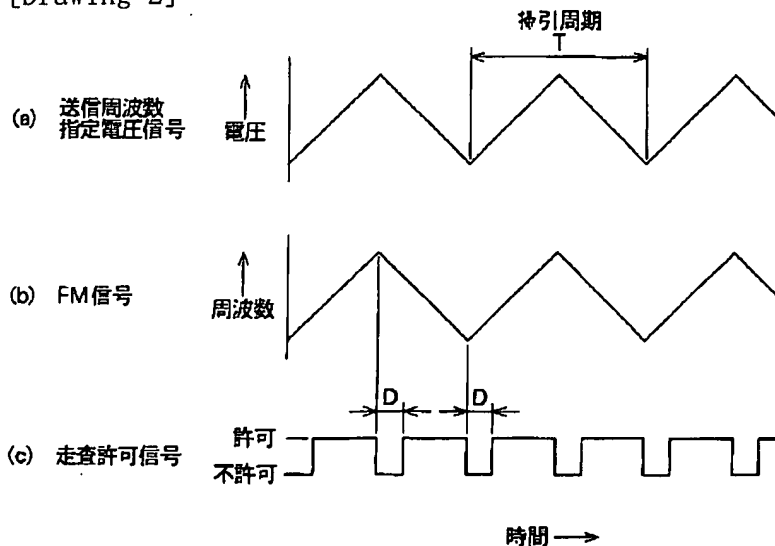 [Drawing 2]
掃引周期
T
(a) 送信周波数
指定電圧信号
電圧
(b) FM信号
周波数
D D
(c) 走査許可信号
許可
不許可
時間